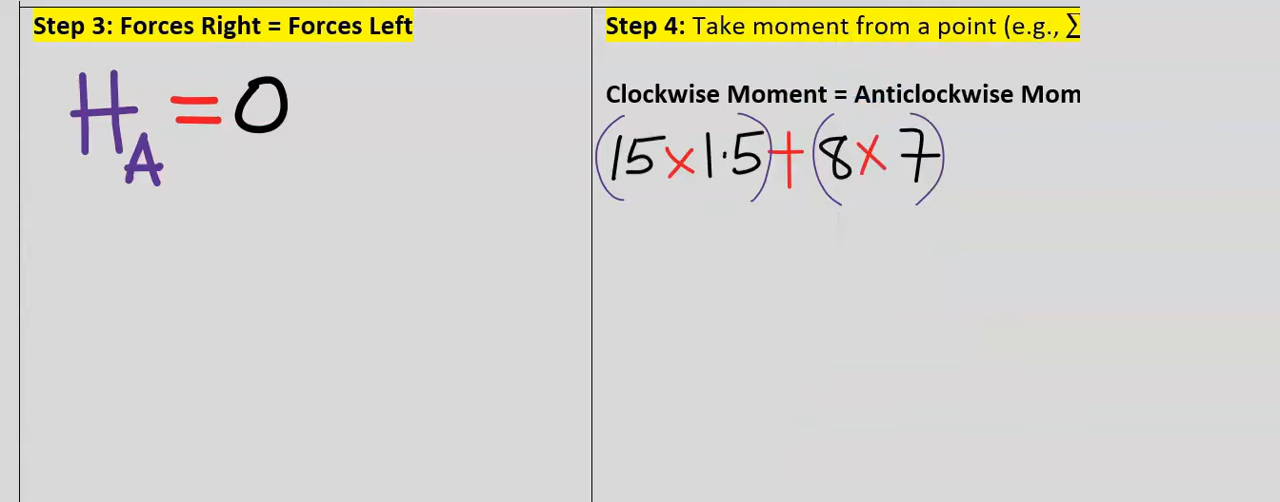 Step 3: Forces Right = Forces Left
H_A = 0
Step 4: Take moment from a point (e.g., ∑
Clockwise Moment = Anticlockwise Mom
(15 × 1·5) + (8 × 7)